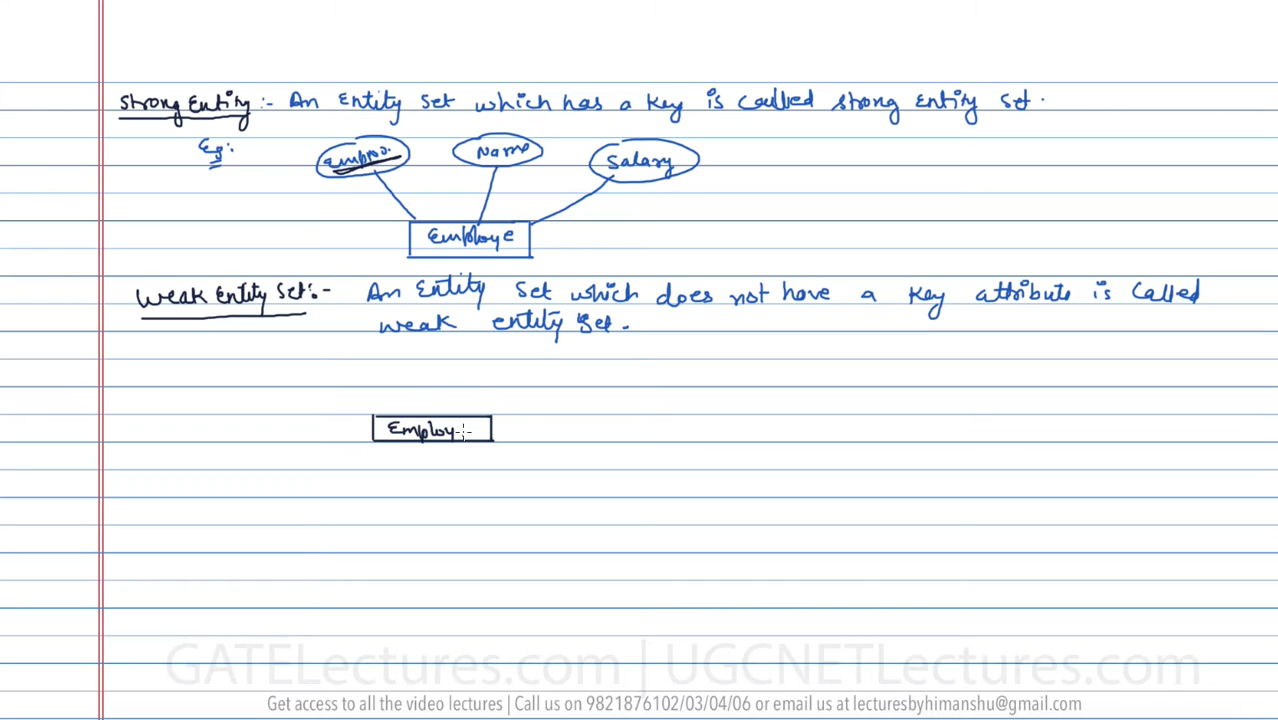 Strong Entity :- An Entity Set which has a key is called strong entity set.
Eg:
empno. Name Salary
Employe
Weak Entity Set :- An Entity Set which does not have a key attribute is called
weak entity set.
Employ
GATELectures.com | UGCNETLectures.com
Get access to all the video lectures | Call us on 9821876102/03/04/06 or email us at lecturesbyhimanshu@gmail.com